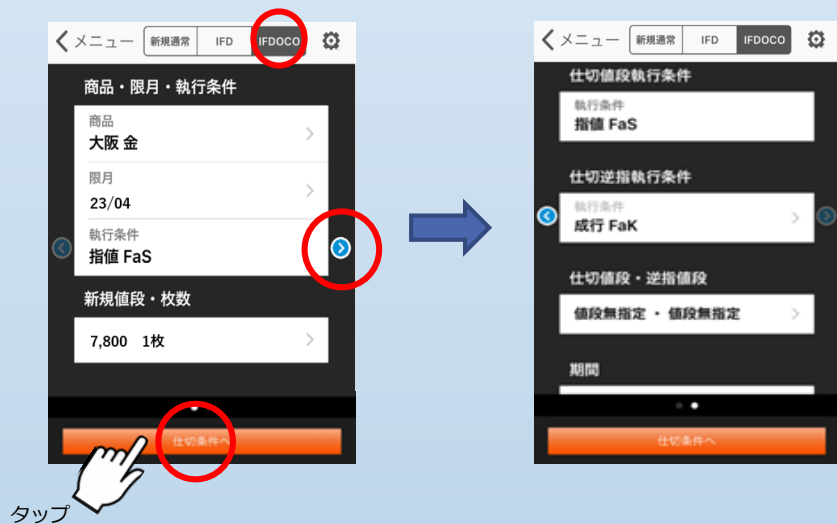 メニュー
新規通常
IFD
IFDOCO
商品・限月・執行条件
商品
大阪 金
限月
23/04
執行条件
指値 FaS
新規値段・枚数
7,800 1枚
仕切条件へ
タップ
メニュー
新規通常
IFD
IFDOCO
仕切値段執行条件
執行条件
指値 FaS
仕切逆指執行条件
執行条件
成行 FaK
仕切値段・逆指値段
値段無指定 ・ 値段無指定
期間
仕切条件へ